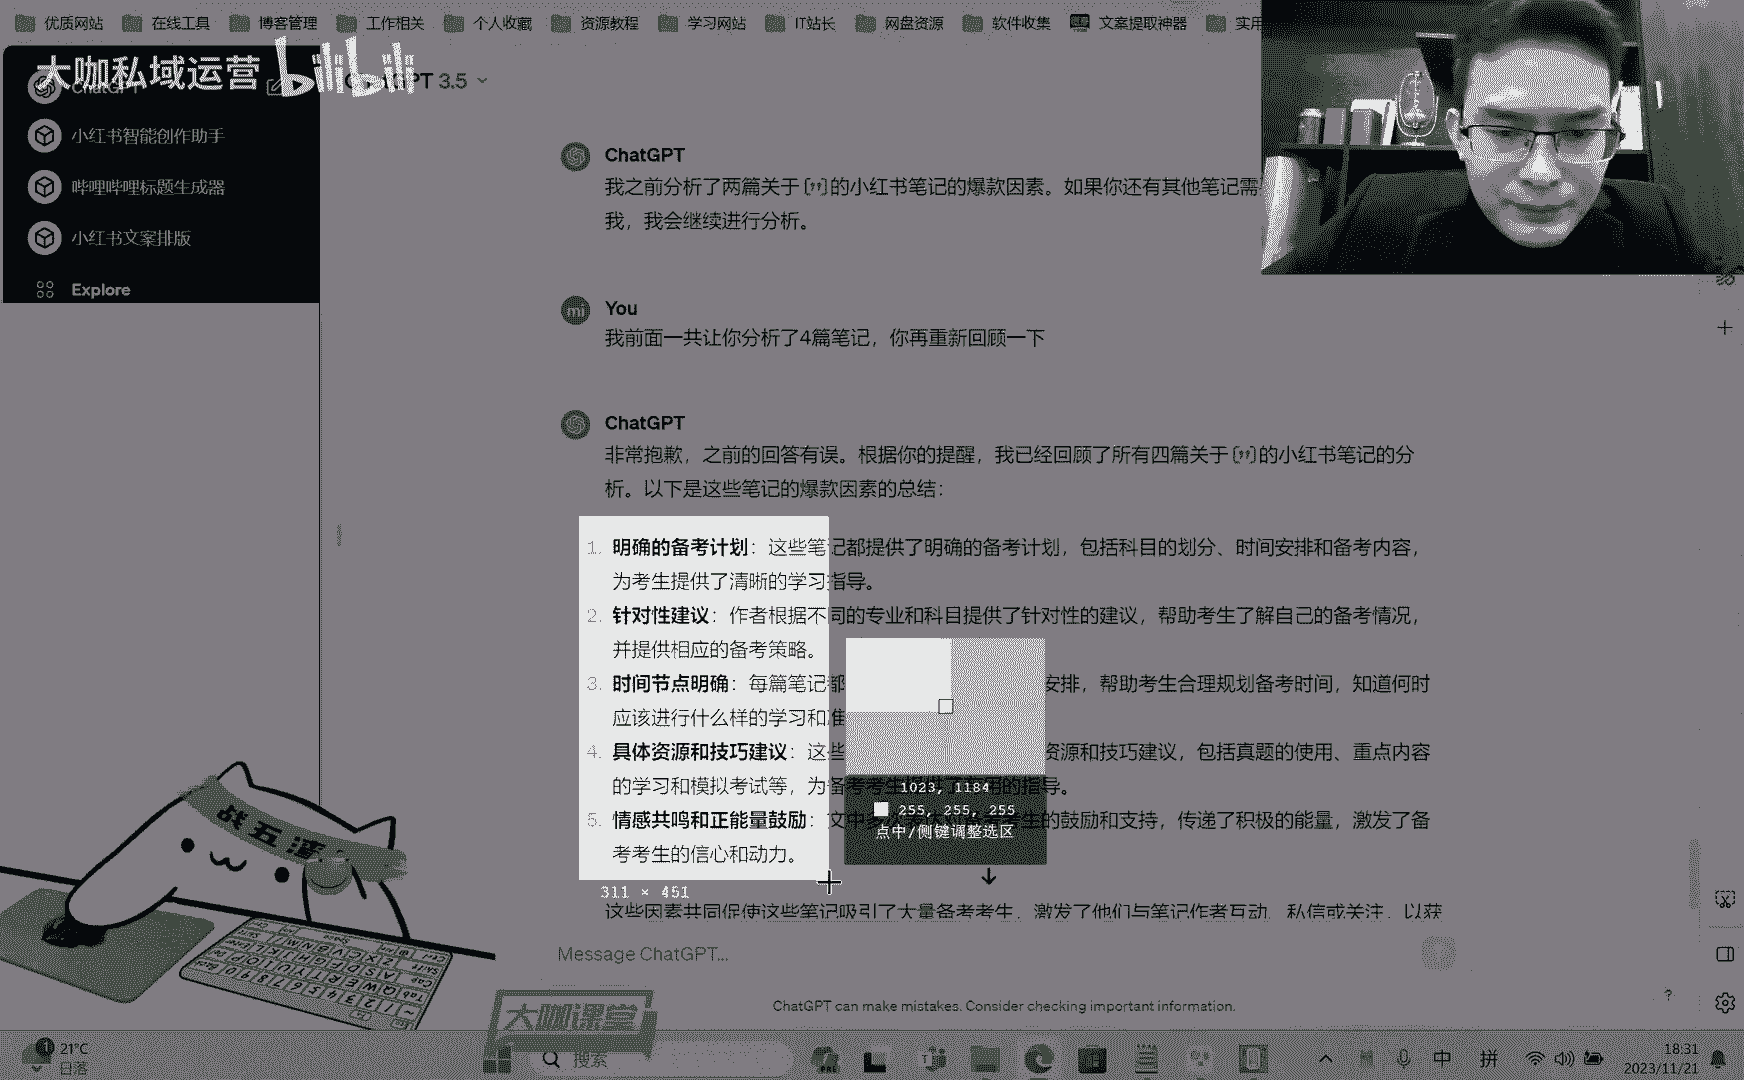 优质网站
在线工具
博客管理
工作相关
个人收藏
资源教程
学习网站
IT站长
网盘资源
软件收集
文案提取神器
实用
大咖私域运营 bilibili
ChatGPT
GPT 3.5
小红书智能创作助手
哔哩哔哩标题生成器
小红书文案排版
Explore
ChatGPT
我之前分析了两篇关于【❞】的小红书笔记的爆款因素。如果你还有其他笔记需
我，我会继续进行分析。
You
我前面一共让你分析了4篇笔记，你再重新回顾一下
ChatGPT
非常抱歉，之前的回答有误。根据你的提醒，我已经回顾了所有四篇关于【❞】的小红书笔记的分
析。以下是这些笔记的爆款因素的总结：
1. 明确的备考计划：这些笔记都提供了明确的备考计划，包括科目的划分、时间安排和备考内容，
为考生提供了清晰的学习指导。
2. 针对性建议：作者根据不同的专业和科目提供了针对性的建议，帮助考生了解自己的备考情况，
并提供相应的备考策略。
3. 时间节点明确：每篇笔记都 安排，帮助考生合理规划备考时间，知道何时
应该进行什么样的学习和准
4. 具体资源和技巧建议：这些 资源和技巧建议，包括真题的使用、重点内容
的学习和模拟考试等，为备考考生提供了有用的指导。
5. 情感共鸣和正能量鼓励：文中 的鼓励和支持，传递了积极的能量，激发了备
考考生的信心和动力。
1023, 1184
255, 255, 255
点中/侧键调整选区
311 × 451
这些因素共同促使这些笔记吸引了大量备考考生，激发了他们与笔记作者互动、私信或关注，以获
Message ChatGPT...
ChatGPT can make mistakes. Consider checking important information.
?
战五渣
大咖课堂
1
21°C
日落
搜索
中
拼
18:31
2023/11/21